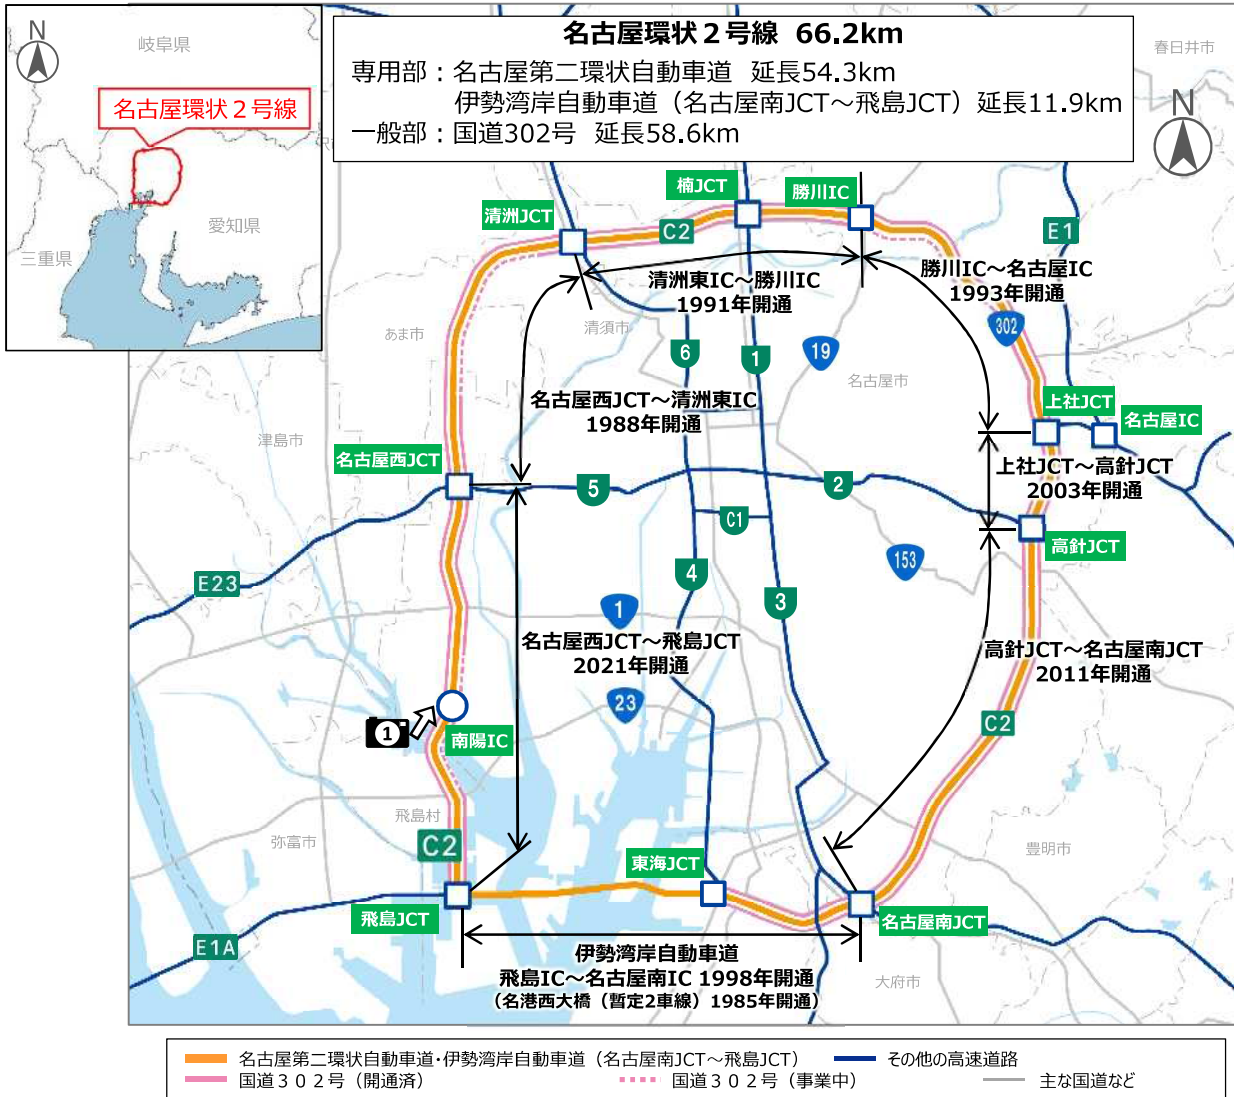 名古屋環状２号線 66.2km
専用部：名古屋第二環状自動車道 延長54.3km
伊勢湾岸自動車道（名古屋南JCT～飛島JCT）延長11.9km
一般部：国道302号 延長58.6km
N
岐阜県
名古屋環状２号線
愛知県
三重県
春日井市
N
楠JCT
勝川IC
清洲JCT
C2
E1
清洲東IC～勝川IC
1991年開通
勝川IC～名古屋IC
1993年開通
302
あま市
清須市
6
1
19
名古屋市
上社JCT
名古屋IC
名古屋西JCT～清洲東IC
1988年開通
津島市
名古屋西JCT
上社JCT～高針JCT
2003年開通
5
2
C1
高針JCT
153
E23
4
3
1
名古屋西JCT～飛島JCT
2021年開通
高針JCT～名古屋南JCT
2011年開通
23
C2
1
南陽IC
飛島村
弥富市
C2
豊明市
東海JCT
飛島JCT
名古屋南JCT
E1A
伊勢湾岸自動車道
飛島IC～名古屋南IC 1998年開通
（名港西大橋（暫定2車線）1985年開通）
大府市
名古屋第二環状自動車道・伊勢湾岸自動車道（名古屋南JCT～飛島JCT）
その他の高速道路
国道３０２号（開通済）
国道３０２号（事業中）
主な国道など